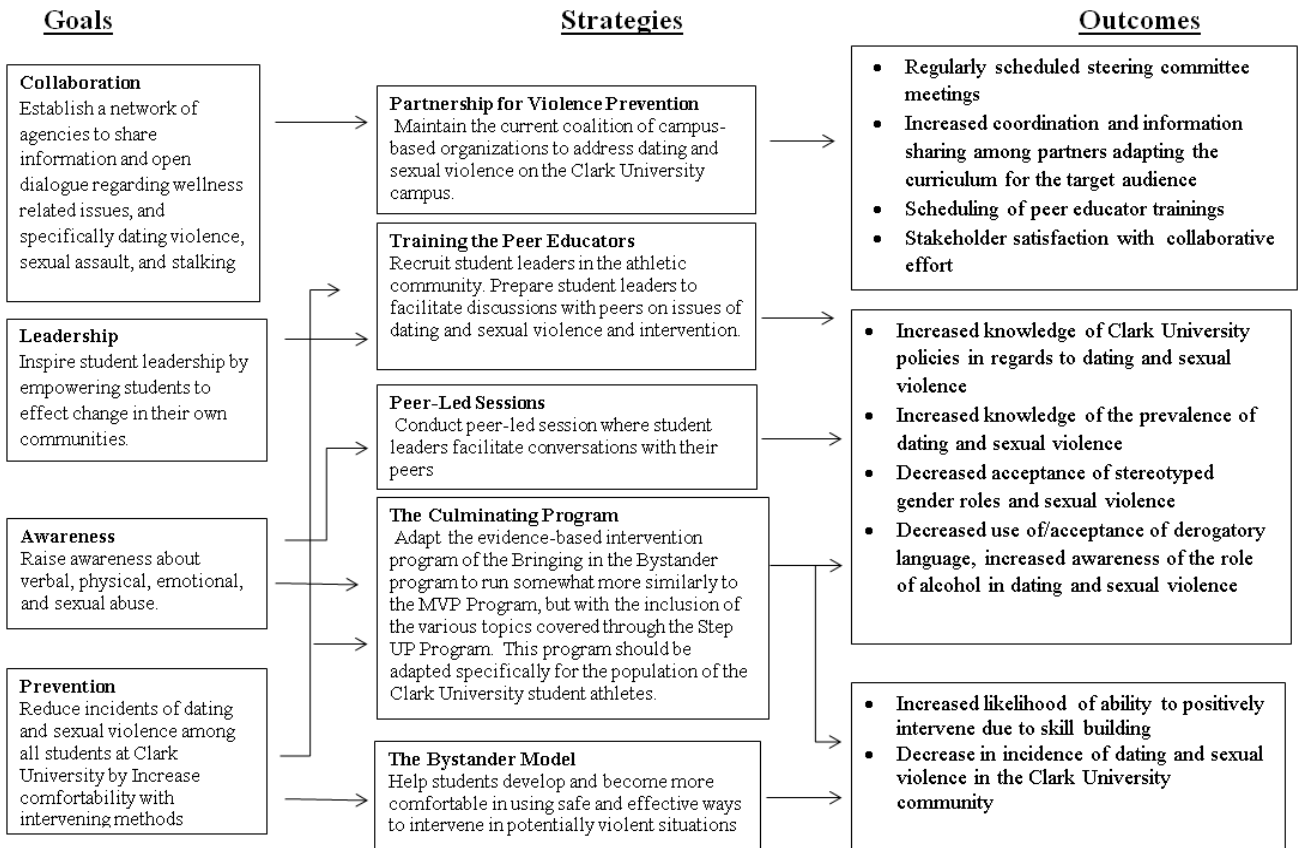 Goals
Strategies
Outcomes
Collaboration
Establish a network of
agencies to share
information and open
dialogue regarding wellness
related issues, and
specifically dating violence,
sexual assault, and stalking
Leadership
Inspire student leadership by
empowering students to
effect change in their own
communities.
Awareness
Raise awareness about
verbal, physical, emotional,
and sexual abuse.
Prevention
Reduce incidents of dating
and sexual violence among
all students at Clark
University by Increase
comfortability with
intervening methods
Partnership for Violence Prevention
Maintain the current coalition of campus-
based organizations to address dating and
sexual violence on the Clark University
campus.
Training the Peer Educators
Recruit student leaders in the athletic
community. Prepare student leaders to
facilitate discussions with peers on issues of
dating and sexual violence and intervention.
Peer-Led Sessions
Conduct peer-led session where student
leaders facilitate conversations with their
peers
The Culminating Program
Adapt the evidence-based intervention
program of the Bringing in the Bystander
program to run somewhat more similarly to
the MVP Program, but with the inclusion of
the various topics covered through the Step
UP Program. This program should be
adapted specifically for the population of the
Clark University student athletes.
The Bystander Model
Help students develop and become more
comfortable in using safe and effective ways
to intervene in potentially violent situations
• Regularly scheduled steering committee
meetings
• Increased coordination and information
sharing among partners adapting the
curriculum for the target audience
• Scheduling of peer educator trainings
• Stakeholder satisfaction with collaborative
effort
• Increased knowledge of Clark University
policies in regards to dating and sexual
violence
• Increased knowledge of the prevalence of
dating and sexual violence
• Decreased acceptance of stereotyped
gender roles and sexual violence
• Decreased use of/acceptance of derogatory
language, increased awareness of the role
of alcohol in dating and sexual violence
• Increased likelihood of ability to positively
intervene due to skill building
• Decrease in incidence of dating and sexual
violence in the Clark University
community